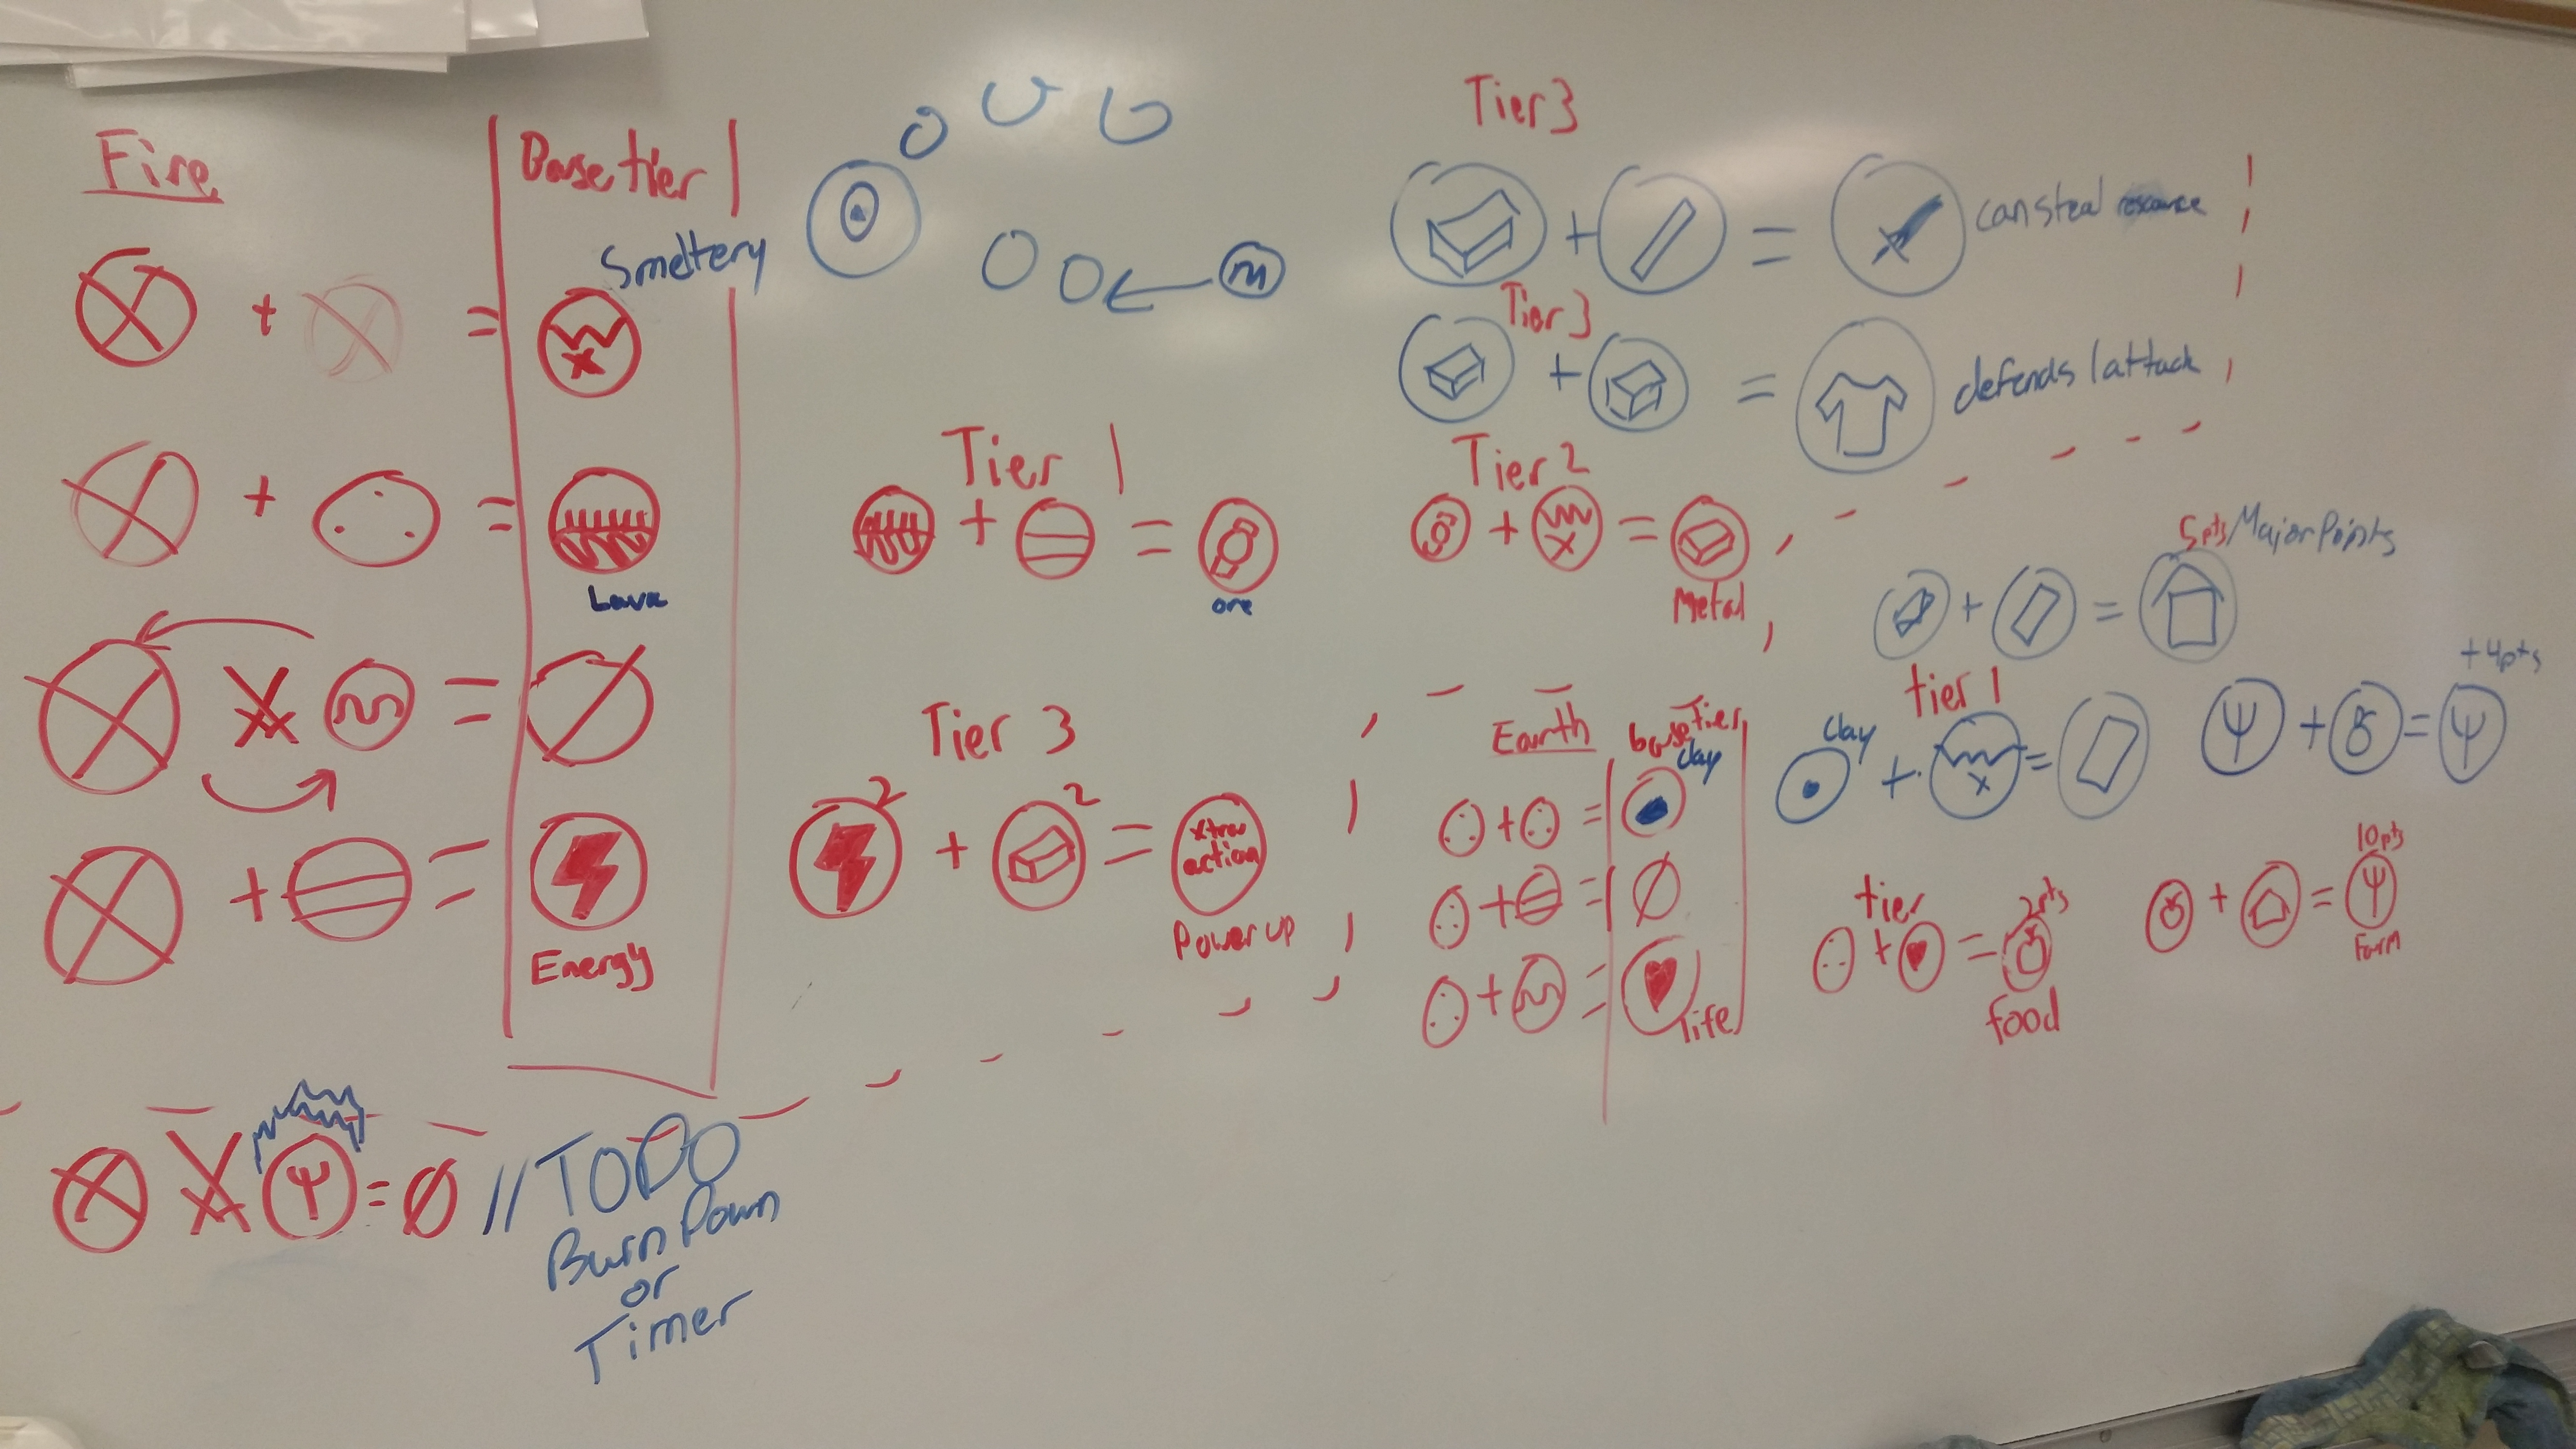 Fire
Base tier
Smeltery
+ =
+ =
Lava
=
+ =
Energy
m
Tier 1
+ =
ore
Tier 3
2 + 2 = xtra action
Power up
Tier 3
+ = can steal resource
Tier 3
+ = defends 1 attack
Tier 2
+ =
Metal
5pts Major Points
+ =
Earth
base Tier
clay
+ =
+ =
+ =
life
tier 1
clay
+ =
+4pts
+ =
tier
2pts
+ =
food
10pts
+ =
Farm
= // TODO
Burn Down
or
Timer